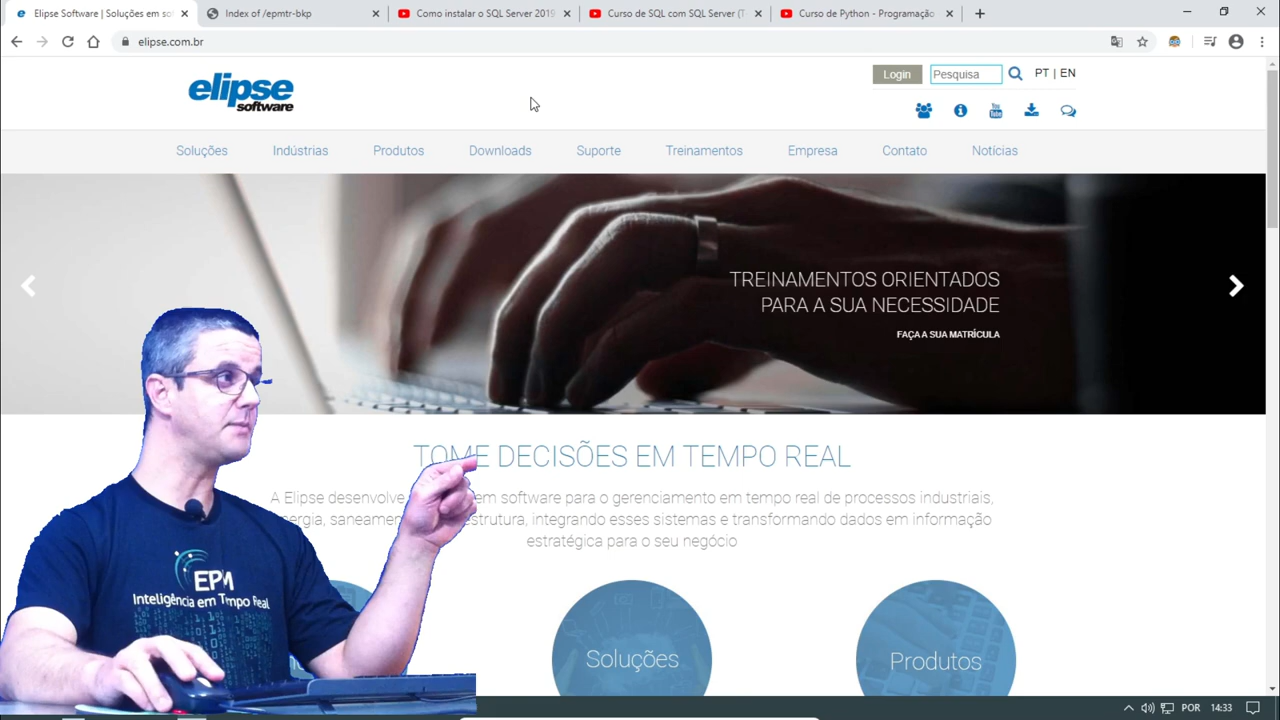 Elipse Software | Soluções em so
Index of /epmtr-bkp
Como instalar o SQL Server 2019
Curso de SQL com SQL Server (T
Curso de Python - Programação
elipse.com.br
elipse
software
Login
Pesquisa
PT | EN
You
Tube
Soluções
Indústrias
Produtos
Downloads
Suporte
Treinamentos
Empresa
Contato
Notícias
TREINAMENTOS ORIENTADOS
PARA A SUA NECESSIDADE
FAÇA A SUA MATRÍCULA
TOME DECISÕES EM TEMPO REAL
A Elipse desenvolve em software para o gerenciamento em tempo real de processos industriais,
integrando esses sistemas e transformando dados em informação
estratégica para o seu negócio
EPM
Inteligência em Tempo Real
Soluções
Produtos
POR
14:33